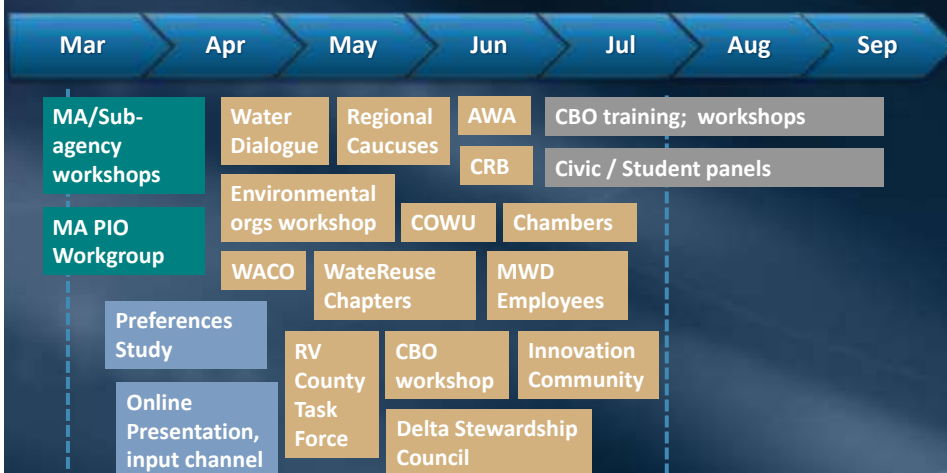 Mar Apr May Jun Jul Aug Sep
MA/Sub-
agency
workshops
Water
Dialogue
Regional
Caucuses
AWA
CBO training; workshops
CRB
Civic / Student panels
Environmental
orgs workshop
MA PIO
Workgroup
COWU
Chambers
WACO
WateReuse
Chapters
MWD
Employees
Preferences
Study
RV
County
Task
Force
CBO
workshop
Innovation
Community
Online
Presentation,
input channel
Delta Stewardship
Council